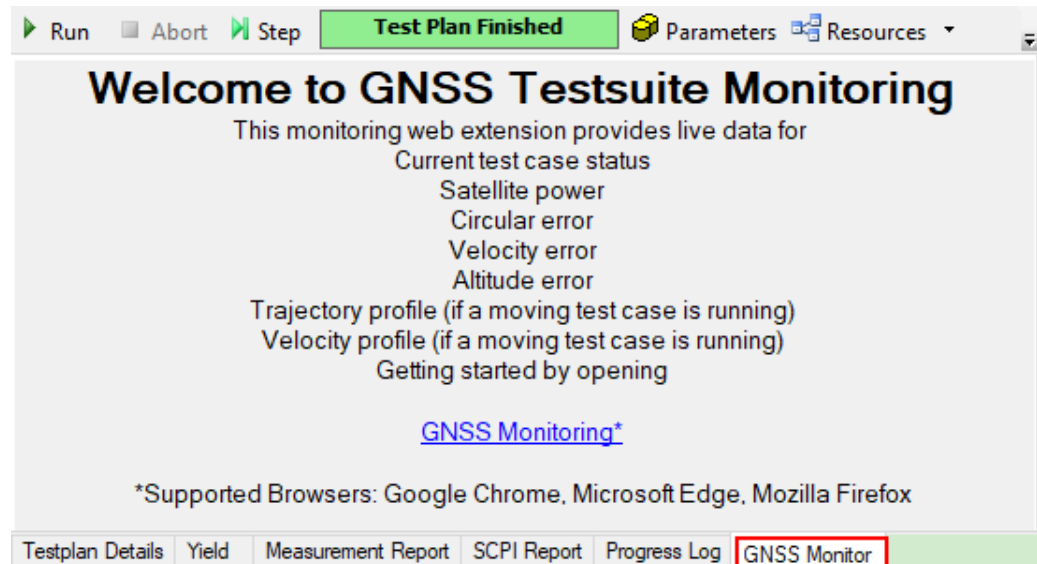 Run Abort Step Test Plan Finished Parameters Resources
Welcome to GNSS Testsuite Monitoring
This monitoring web extension provides live data for
Current test case status
Satellite power
Circular error
Velocity error
Altitude error
Trajectory profile (if a moving test case is running)
Velocity profile (if a moving test case is running)
Getting started by opening
GNSS Monitoring*
*Supported Browsers: Google Chrome, Microsoft Edge, Mozilla Firefox
Testplan Details Yield Measurement Report SCPI Report Progress Log GNSS Monitor